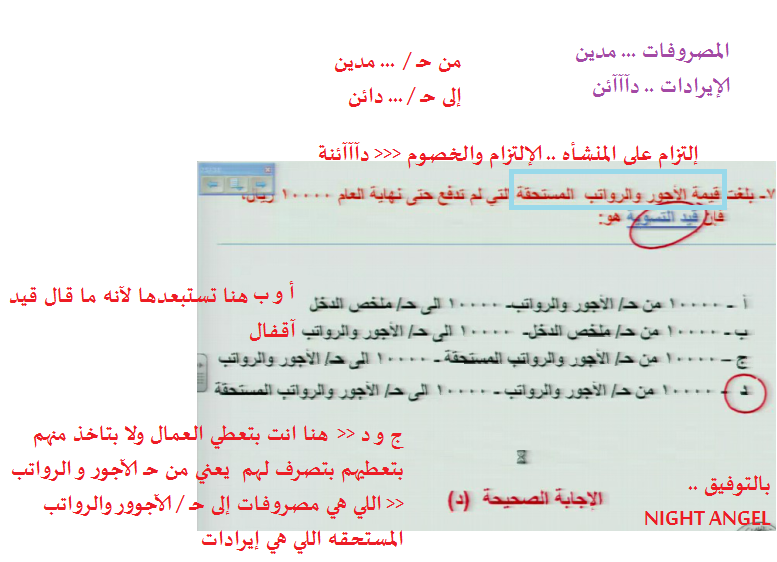 المصروفات ... مدين
الإيرادات .. دآآآئن
من حـ / ... مدين
إلى حـ / ... دائن
إلتزام على المنشأه .. الإلتزام والخصوم <<< دآآآئنة
٧- بلغت قيمة الأجور والرواتب المستحقة التي لم تدفع حتى نهاية العام ١٠٠٠٠ ريال،
فإن قيد التسوية هو:
أ - ١٠٠٠٠ من حـ/ الأجور والرواتب- ١٠٠٠٠ الى حـ/ ملخص الدخل
ب - ١٠٠٠٠ من حـ/ ملخص الدخل- ١٠٠٠٠ الى حـ/ الأجور والرواتب
ج - ١٠٠٠٠ من حـ/ الأجور والرواتب المستحقة - ١٠٠٠٠ الى حـ/ الأجور والرواتب
د - ١٠٠٠٠ من حـ/ الأجور والرواتب - ١٠٠٠٠ الى حـ/ الأجور والرواتب المستحقة
أ و ب هنا تستبعدها لآنه ما قال قيد
آقفال
ج و د << هنا انت بتعطي العمال ولا بتاخذ منهم
بتعطيهم بتصرف لهم يعني من حـ الآجور و الرواتب
<< اللي هي مصروفات إلى حـ / الآجوور والرواتب
المستحقه اللي هي إيرادات
الإجابة الصحيحة (د)
بالتوفيق ..
NIGHT ANGEL